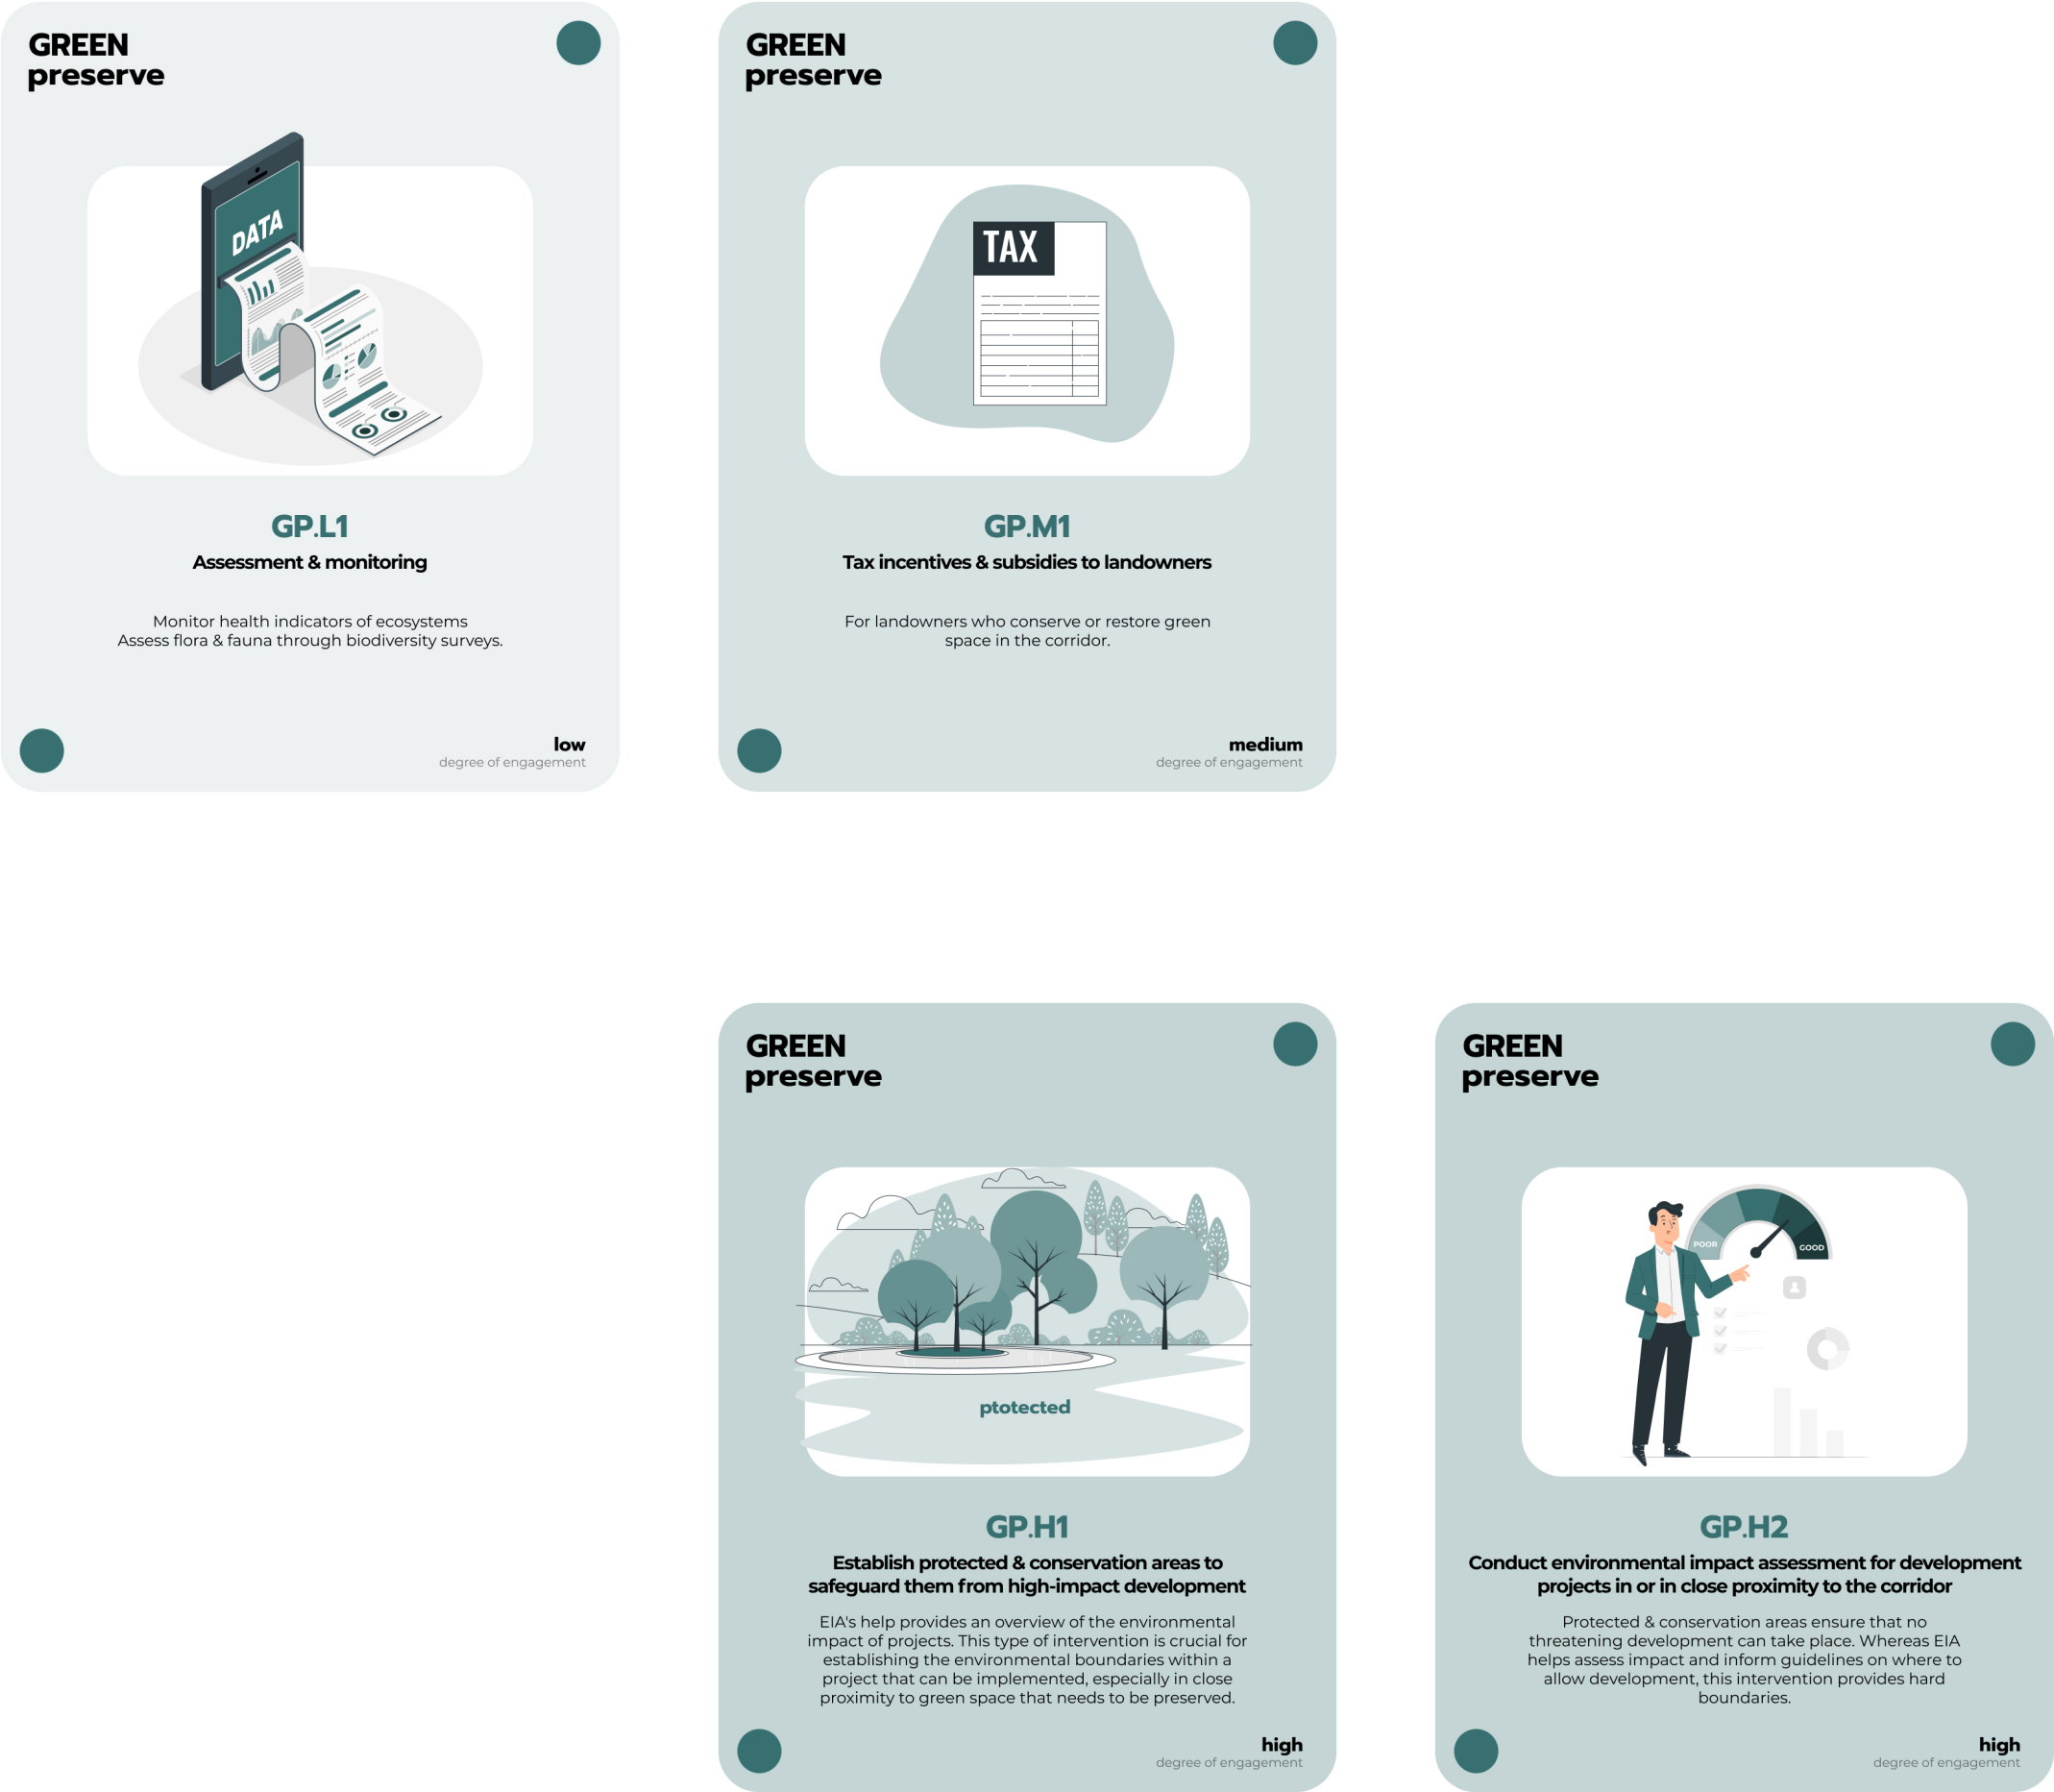 GREEN
preserve
DATA
GP.L1
Assessment & monitoring
Monitor health indicators of ecosystems
Assess flora & fauna through biodiversity surveys.
low
degree of engagement
GREEN
preserve
TAX
GP.M1
Tax incentives & subsidies to landowners
For landowners who conserve or restore green
space in the corridor.
medium
degree of engagement
GREEN
preserve
ptotected
GP.H1
Establish protected & conservation areas to
safeguard them from high-impact development
EIA's help provides an overview of the environmental
impact of projects. This type of intervention is crucial for
establishing the environmental boundaries within a
project that can be implemented, especially in close
proximity to green space that needs to be preserved.
high
degree of engagement
GREEN
preserve
POOR
GOOD
GP.H2
Conduct environmental impact assessment for development
projects in or in close proximity to the corridor
Protected & conservation areas ensure that no
threatening development can take place. Whereas EIA
helps assess impact and inform guidelines on where to
allow development, this intervention provides hard
boundaries.
high
degree of engagement